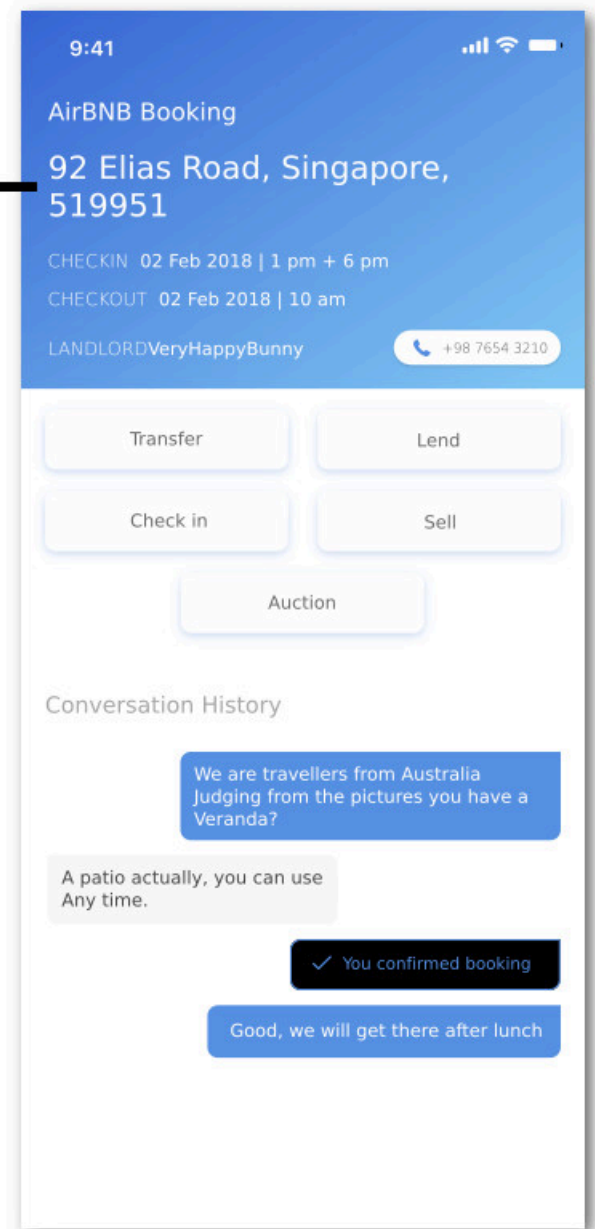 9:41
AirBNB Booking
92 Elias Road, Singapore,
519951
CHECKIN 02 Feb 2018 | 1 pm + 6 pm
CHECKOUT 02 Feb 2018 | 10 am
LANDLORDVeryHappyBunny
+98 7654 3210
Transfer
Lend
Check in
Sell
Auction
Conversation History
We are travellers from Australia
Judging from the pictures you have a
Veranda?
A patio actually, you can use
Any time.
You confirmed booking
Good, we will get there after lunch